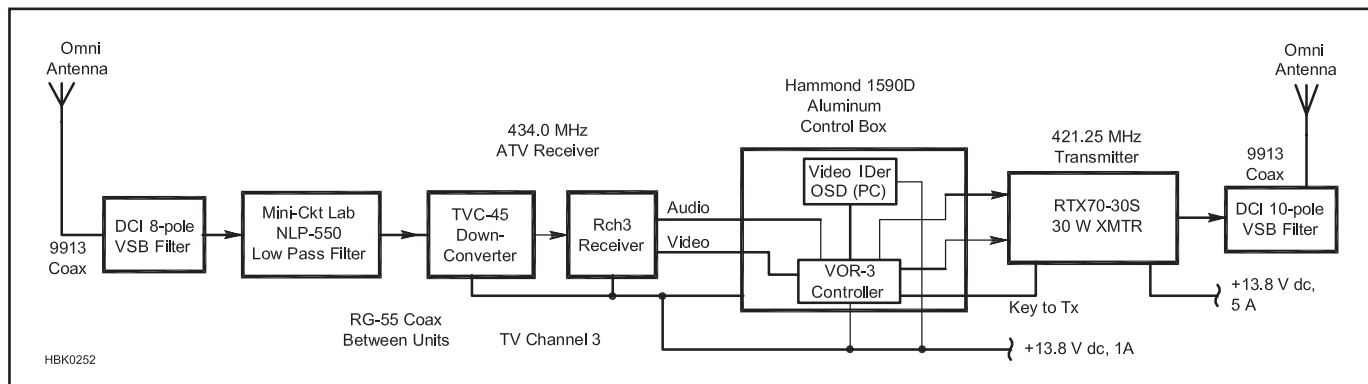 Omni
Antenna
9913
Coax
DCI 8-pole
VSB Filter
Mini-Ckt Lab
NLP-550
Low Pass Filter
434.0 MHz
ATV Receiver
TVC-45
Down-
Converter
Rch3
Receiver
RG-55 Coax
Between Units
TV Channel 3
Audio
Video
Hammond 1590D
Aluminum
Control Box
Video IDer
OSD (PC)
VOR-3
Controller
Key to Tx
+13.8 V dc, 1A
421.25 MHz
Transmitter
RTX70-30S
30 W XMTR
+13.8 V dc,
5 A
Omni
Antenna
9913
Coax
DCI 10-pole
VSB Filter
HBK0252